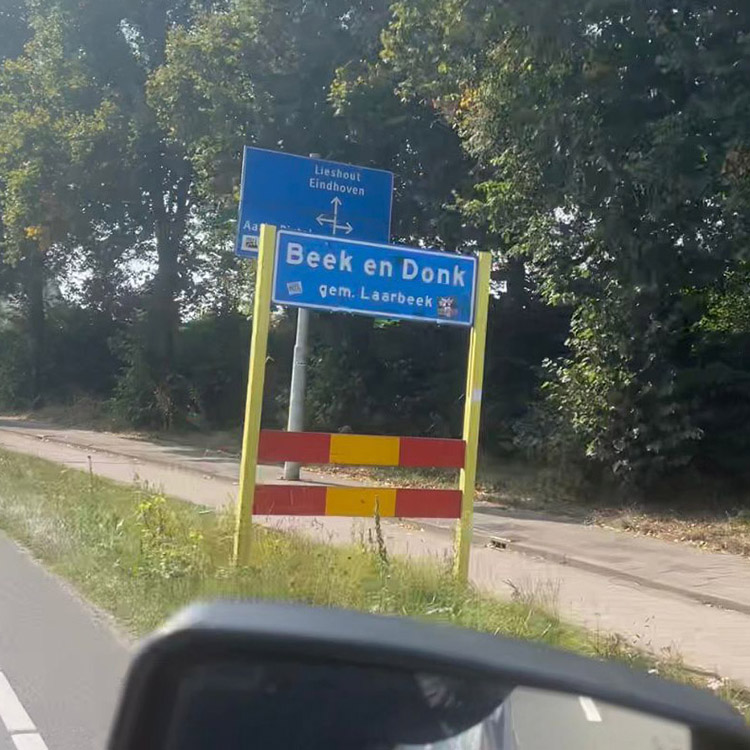 Lieshout
Eindhoven
Beek en Donk
gem. Laarbeek